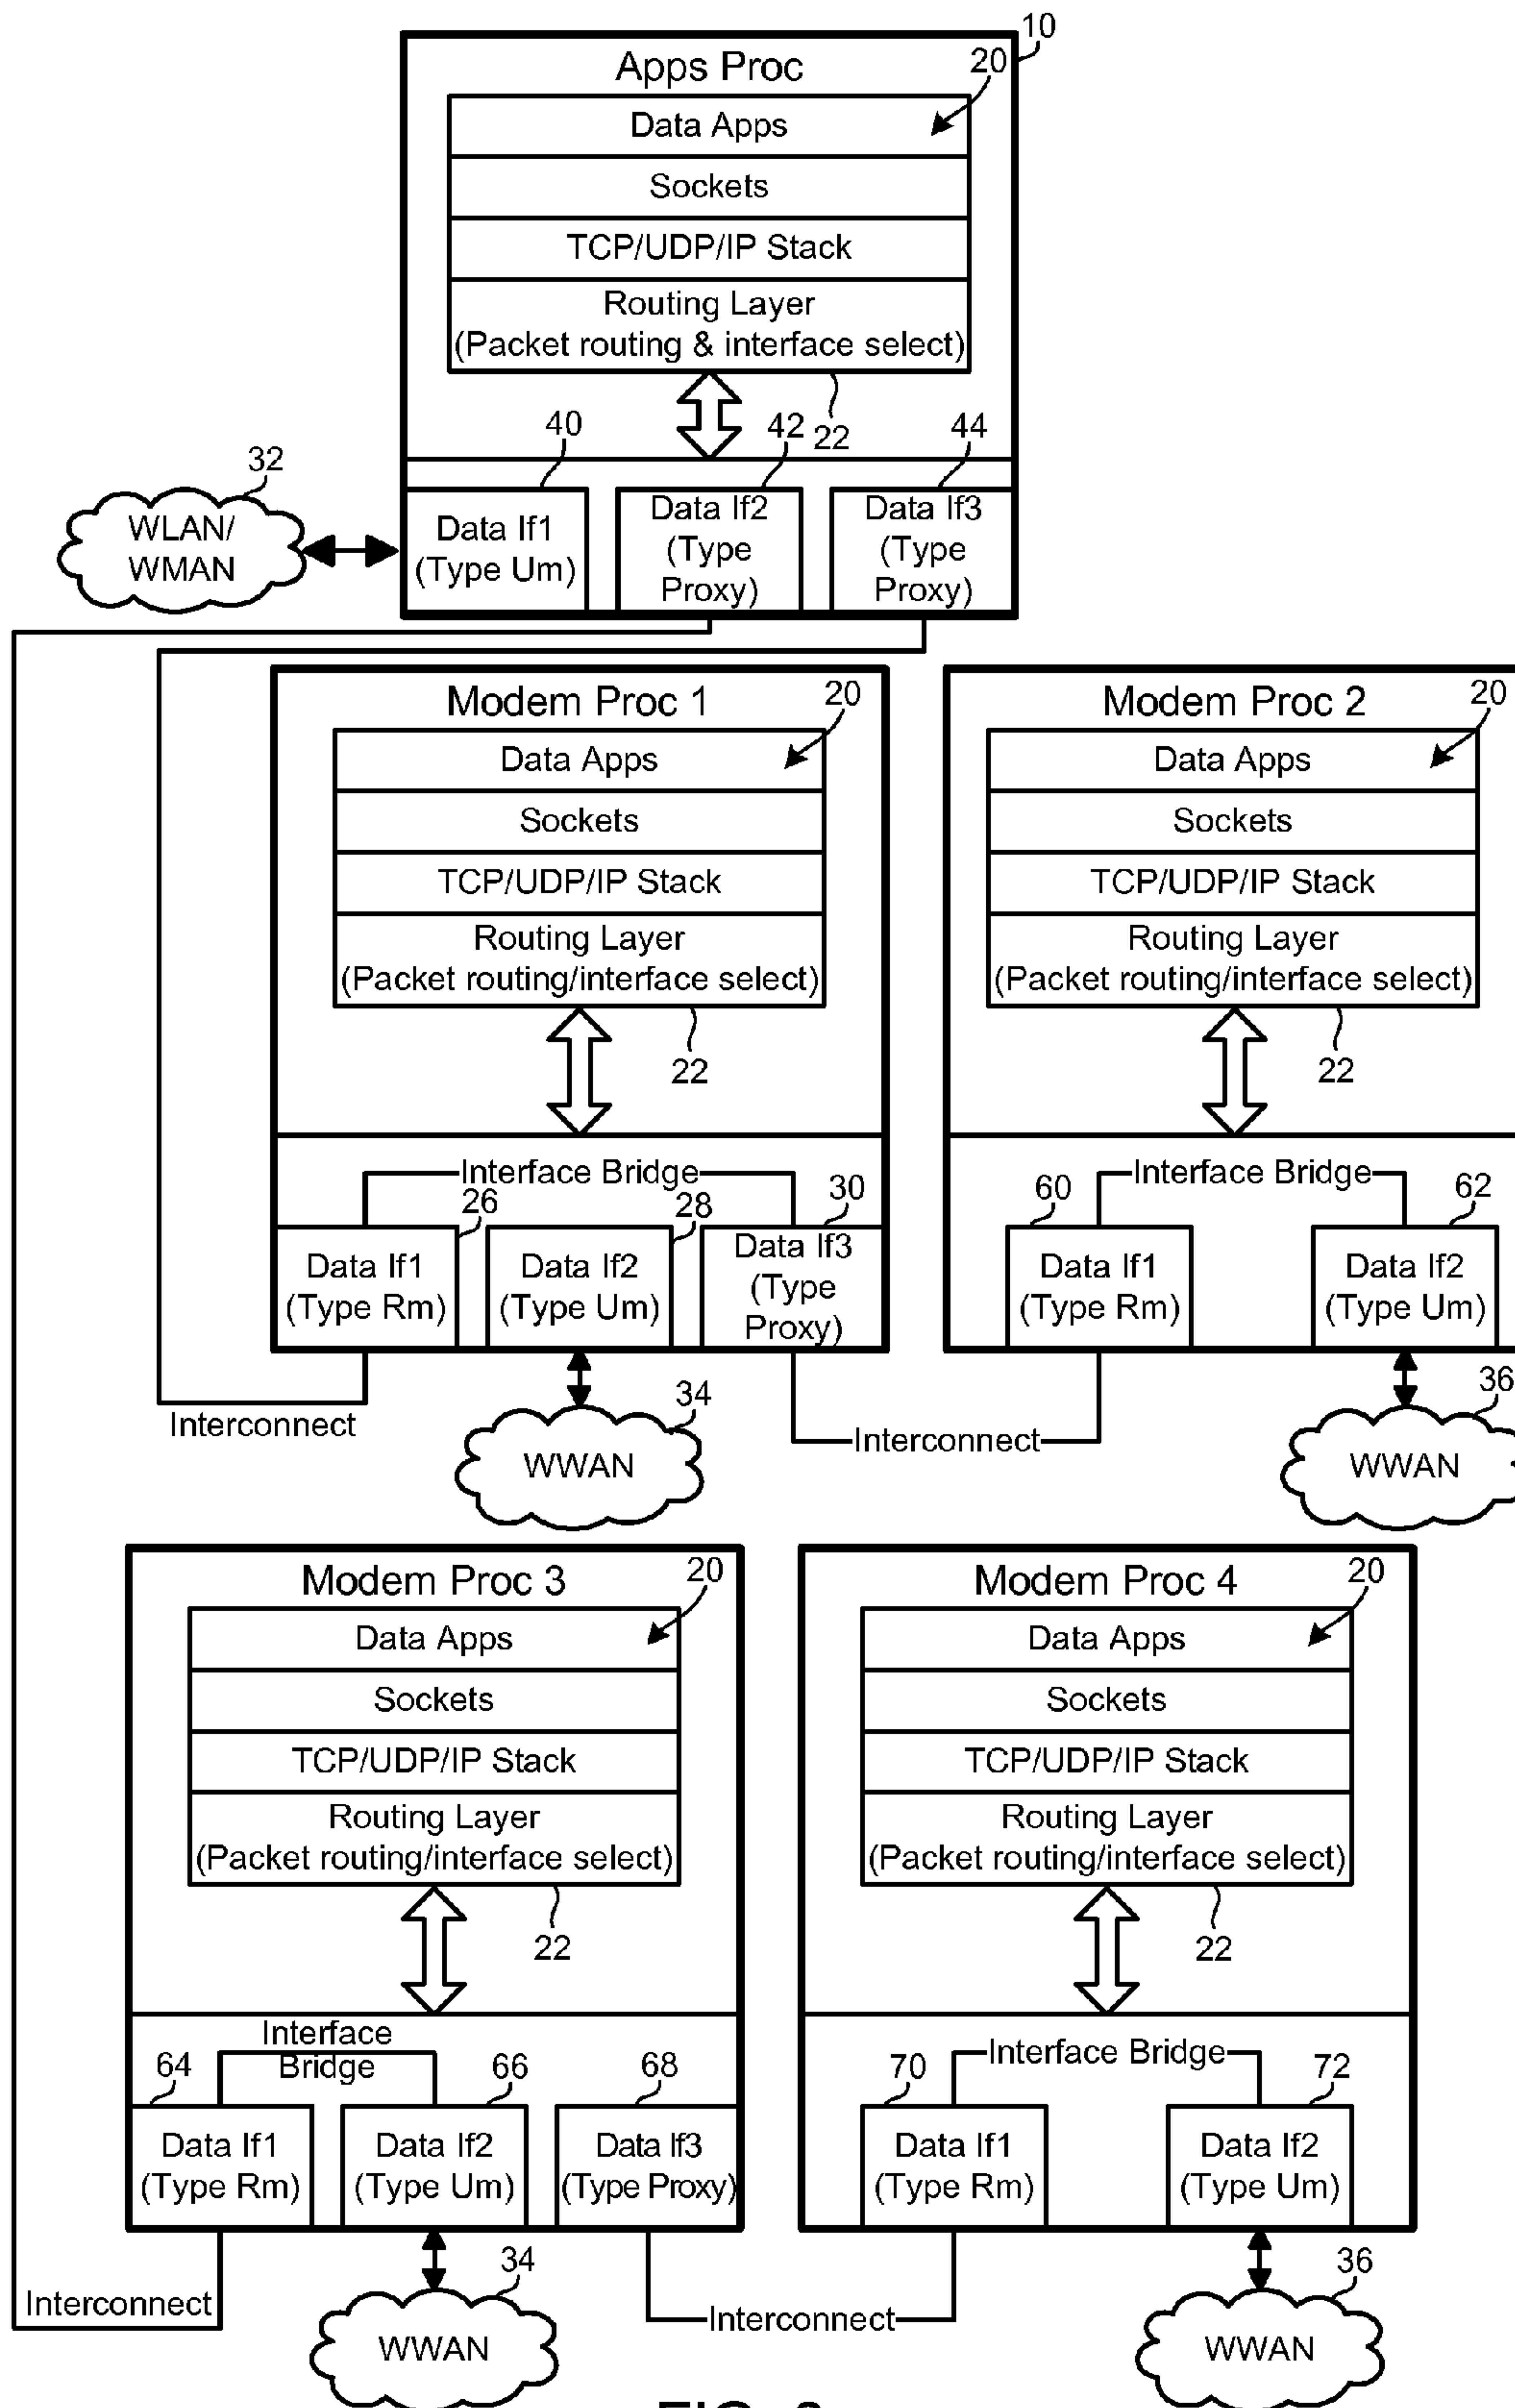 10
Apps Proc
20
Data Apps
Sockets
TCP/UDP/IP Stack
Routing Layer
(Packet routing & interface select)
40
42
22
44
32
WLAN/
WMAN
Data If1
(Type Um)
Data If2
(Type
Proxy)
Data If3
(Type
Proxy)
Modem Proc 1
20
Data Apps
Sockets
TCP/UDP/IP Stack
Routing Layer
(Packet routing/interface select)
22
Interface Bridge
26
28
30
Data If1
(Type Rm)
Data If2
(Type Um)
Data If3
(Type
Proxy)
Modem Proc 2
20
Data Apps
Sockets
TCP/UDP/IP Stack
Routing Layer
(Packet routing/interface select)
22
Interface Bridge
60
62
Data If1
(Type Rm)
Data If2
(Type Um)
Interconnect
34
WWAN
Interconnect
36
WWAN
Modem Proc 3
20
Data Apps
Sockets
TCP/UDP/IP Stack
Routing Layer
(Packet routing/interface select)
22
Interface
Bridge
64
66
68
Data If1
(Type Rm)
Data If2
(Type Um)
Data If3
(Type Proxy)
Modem Proc 4
20
Data Apps
Sockets
TCP/UDP/IP Stack
Routing Layer
(Packet routing/interface select)
22
Interface Bridge
70
72
Data If1
(Type Rm)
Data If2
(Type Um)
Interconnect
34
WWAN
Interconnect
36
WWAN